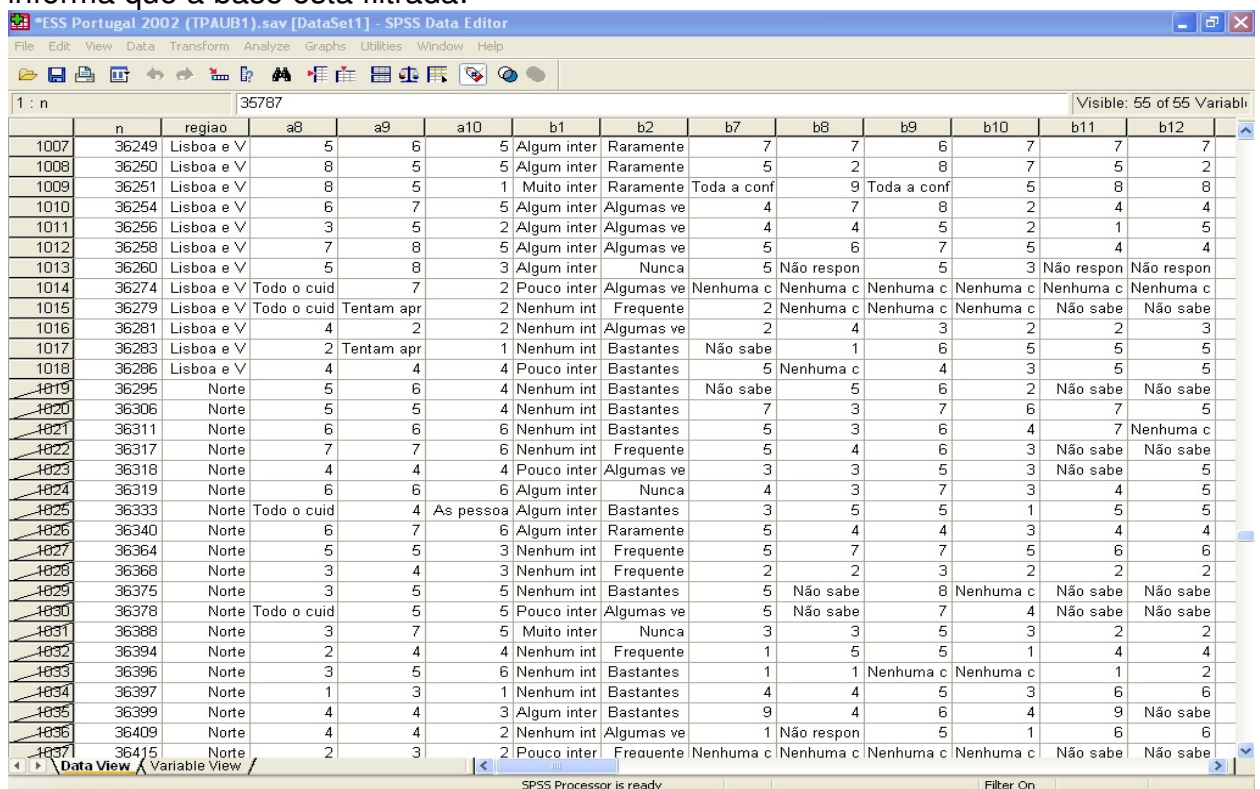 informa que a base está filtrada.
*ESS Portugal 2002 (TPAUB1).sav [DataSet1] - SPSS Data Editor
File Edit View Data Transform Analyze Graphs Utilities Window Help
1 : n 35787 Visible: 55 of 55 Variabl
n regiao a8 a9 a10 b1 b2 b7 b8 b9 b10 b11 b12
1007 36249 Lisboa e V 5 6 5 Algum inter Raramente 7 7 6 7 7 7
1008 36250 Lisboa e V 8 5 5 Algum inter Raramente 5 2 8 7 5 2
1009 36251 Lisboa e V 8 5 1 Muito inter Raramente Toda a conf 9 Toda a conf 5 8 8
1010 36254 Lisboa e V 6 7 5 Algum inter Algumas ve 4 7 8 2 4 4
1011 36256 Lisboa e V 3 5 2 Algum inter Algumas ve 4 4 5 2 1 5
1012 36258 Lisboa e V 7 8 5 Algum inter Algumas ve 5 6 7 5 4 4
1013 36260 Lisboa e V 5 8 3 Algum inter Nunca 5 Não respon 5 3 Não respon Não respon
1014 36274 Lisboa e V Todo o cuid 7 2 Pouco inter Algumas ve Nenhuma c Nenhuma c Nenhuma c Nenhuma c Nenhuma c Nenhuma c
1015 36279 Lisboa e V Todo o cuid Tentam apr 2 Nenhum int Frequente 2 Nenhuma c Nenhuma c Nenhuma c Não sabe Não sabe
1016 36281 Lisboa e V 4 2 2 Nenhum int Algumas ve 2 4 3 2 2 3
1017 36283 Lisboa e V 2 Tentam apr 1 Nenhum int Bastantes Não sabe 1 6 5 5 5
1018 36286 Lisboa e V 4 4 4 Pouco inter Bastantes 5 Nenhuma c 4 3 5 5
1019 36295 Norte 5 6 4 Nenhum int Bastantes Não sabe 5 6 2 Não sabe Não sabe
1020 36306 Norte 5 5 4 Nenhum int Bastantes 7 3 7 6 7 5
1021 36311 Norte 6 6 6 Nenhum int Bastantes 5 3 6 4 7 Nenhuma c
1022 36317 Norte 7 7 6 Nenhum int Frequente 5 4 6 3 Não sabe Não sabe
1023 36318 Norte 4 4 4 Pouco inter Algumas ve 3 3 5 3 Não sabe 5
1024 36319 Norte 6 6 6 Algum inter Nunca 4 3 7 3 4 5
1025 36333 Norte Todo o cuid 4 As pessoa Algum inter Bastantes 3 5 5 1 5 5
1026 36340 Norte 6 7 6 Algum inter Raramente 5 4 4 3 4 4
1027 36364 Norte 5 5 3 Nenhum int Frequente 5 7 7 5 6 6
1028 36368 Norte 3 4 3 Nenhum int Frequente 2 2 3 2 2 2
1029 36375 Norte 3 5 5 Nenhum int Bastantes 5 Não sabe 8 Nenhuma c Não sabe Não sabe
1030 36378 Norte Todo o cuid 5 5 Pouco inter Algumas ve 5 Não sabe 7 4 Não sabe Não sabe
1031 36388 Norte 3 7 5 Muito inter Nunca 3 3 5 3 2 2
1032 36394 Norte 2 4 4 Nenhum int Frequente 1 5 5 1 4 4
1033 36396 Norte 3 5 6 Nenhum int Bastantes 1 1 Nenhuma c Nenhuma c 1 2
1034 36397 Norte 1 3 1 Nenhum int Bastantes 4 4 5 3 6 6
1035 36399 Norte 4 4 3 Algum inter Bastantes 9 4 6 4 9 Não sabe
1036 36409 Norte 4 4 2 Nenhum int Algumas ve 1 Não respon 5 1 6 6
1037 36415 Norte 2 3 2 Pouco inter Frequente Nenhuma c Nenhuma c Nenhuma c Nenhuma c Não sabe Não sabe
Data View Variable View
SPSS Processor is ready Filter On